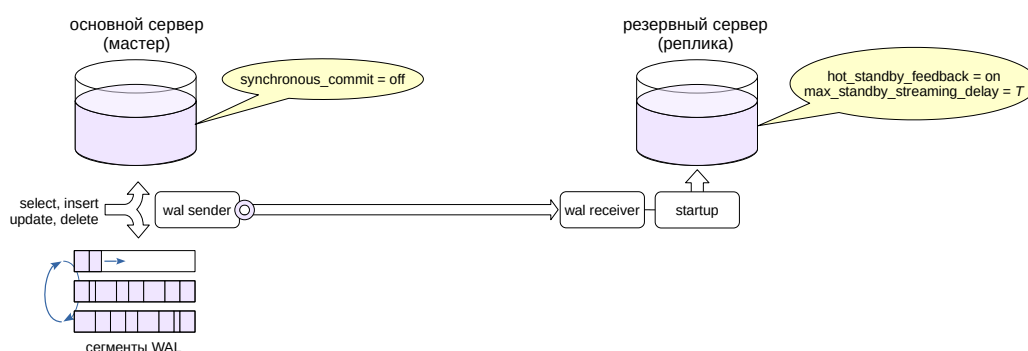 основной сервер
(мастер)
synchronous_commit = off
резервный сервер
(реплика)
hot_standby_feedback = on
max_standby_streaming_delay = T
select, insert
update, delete
wal sender
wal receiver
startup
сегменты WAL